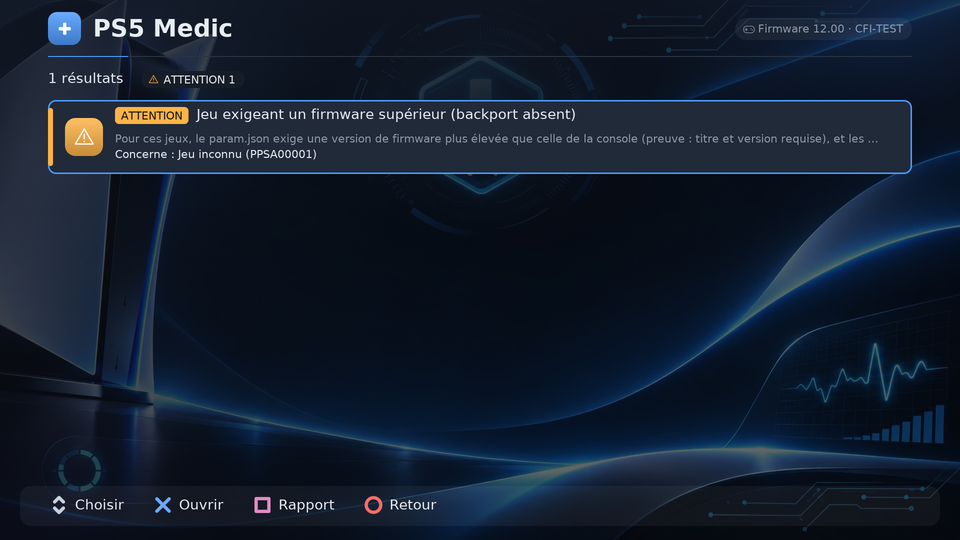 PS5 Medic
Firmware 12.00 · CFI-TEST
1 résultats
ATTENTION 1
ATTENTION Jeu exigeant un firmware supérieur (backport absent)
Pour ces jeux, le param.json exige une version de firmware plus élevée que celle de la console (preuve : titre et version requise), et les ...
Concerne : Jeu inconnu (PPSA00001)
Choisir
Ouvrir
Rapport
Retour